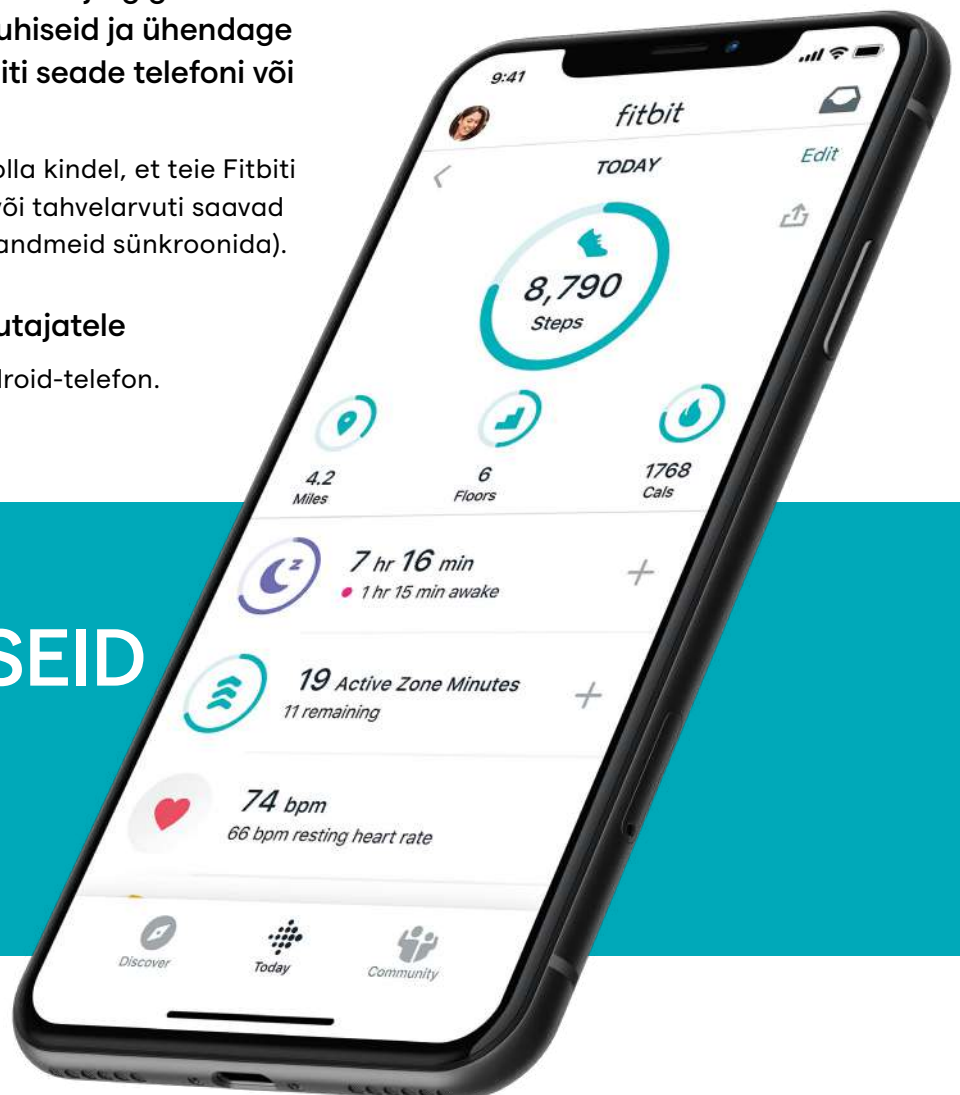 uhiseid ja ühendage
iti seade telefoni või
olla kindel, et teie Fitbiti
või tahvelarvuti saavad
andmeid sünkroonida).
utajatele
droid-telefon.
SEID
9:41
fitbit
TODAY
Edit
8,790
Steps
4.2
Miles
6
Floors
1768
Cals
7 hr 16 min
1 hr 15 min awake
19 Active Zone Minutes
11 remaining
74 bpm
66 bpm resting heart rate
Discover
Today
Community